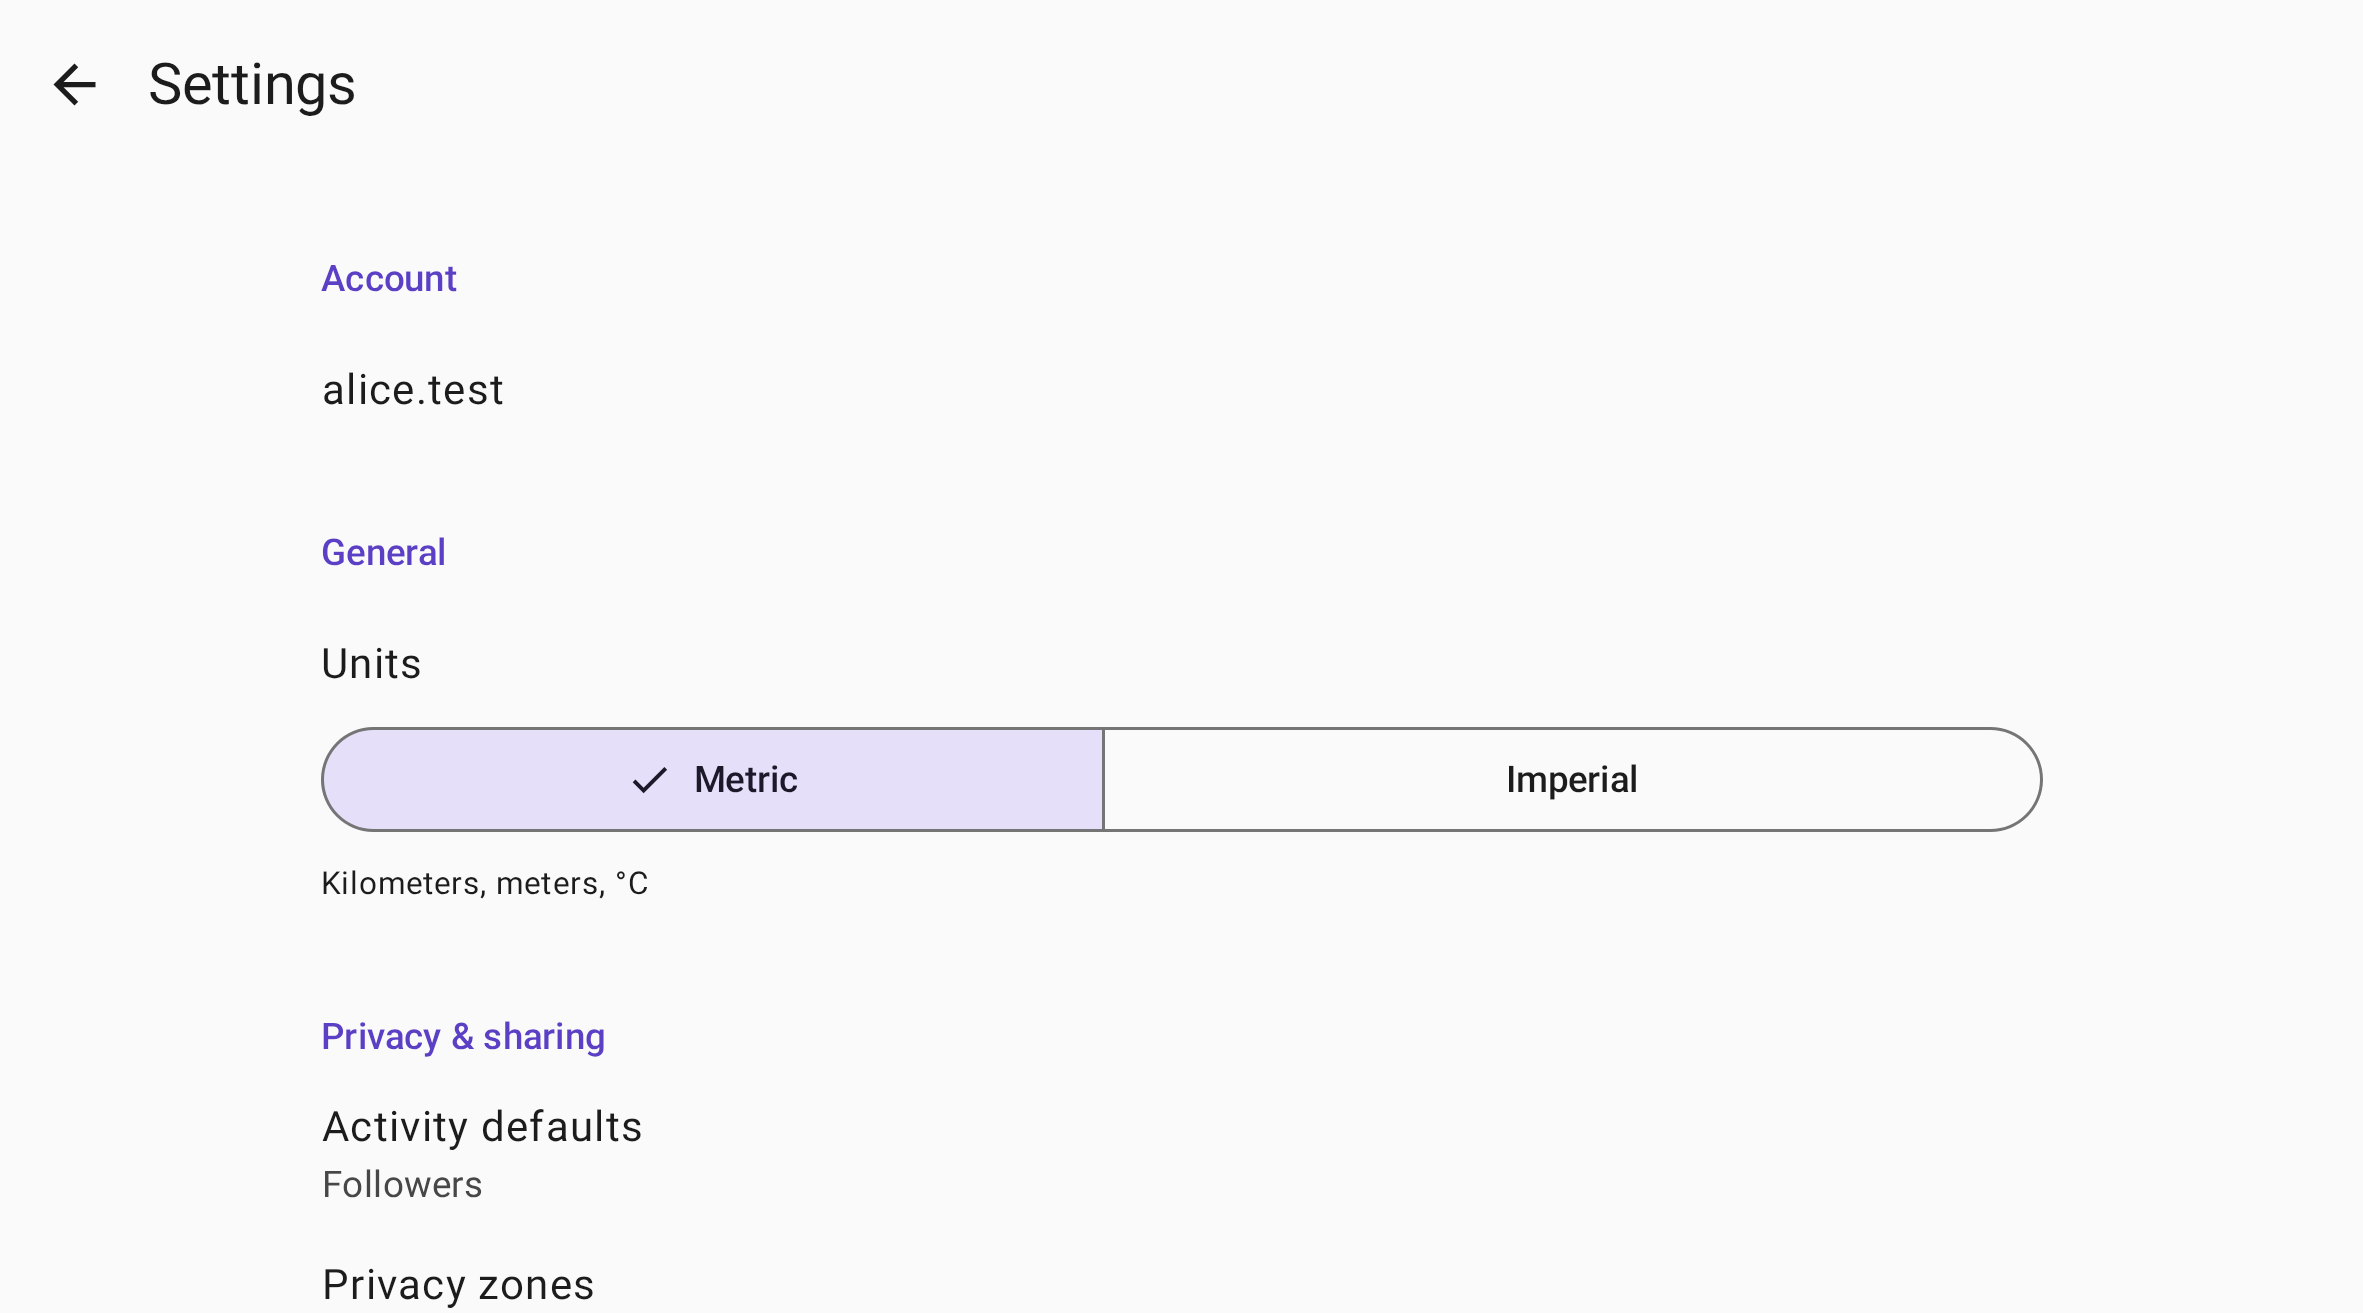 Settings
Account
alice.test
General
Units
Metric
Imperial
Kilometers, meters, °C
Privacy & sharing
Activity defaults
Followers
Privacy zones